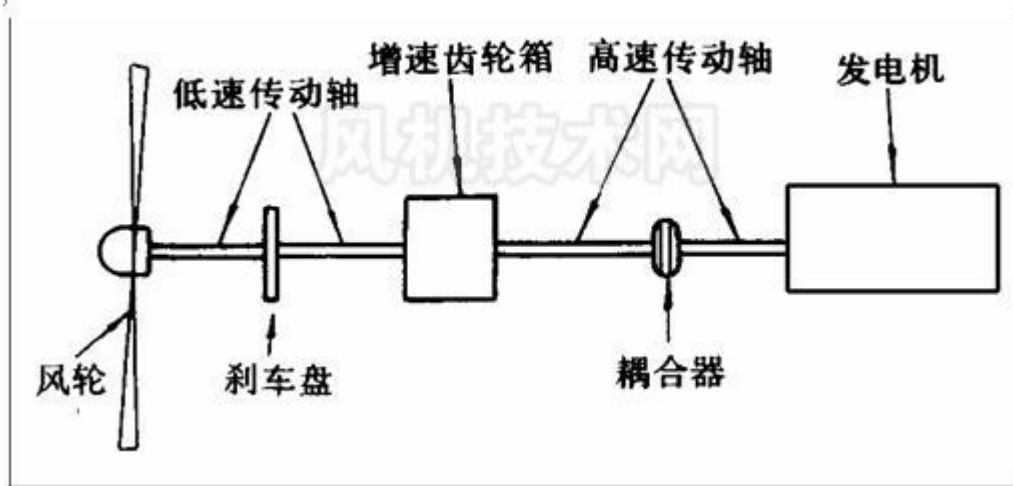 增速齿轮箱
高速传动轴
发电机
低速传动轴
风机技术网
风轮
刹车盘
耦合器